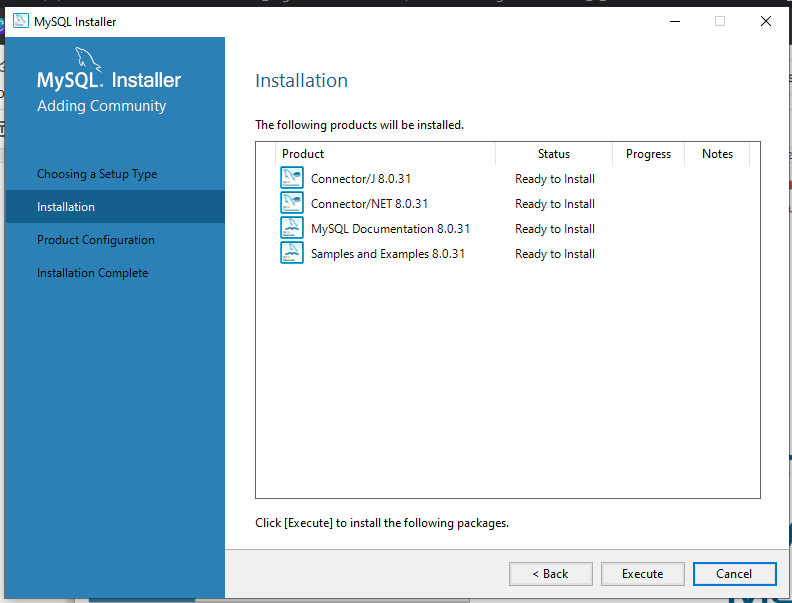 MySQL Installer
MySQL. Installer
Adding Community
Choosing a Setup Type
Installation
Product Configuration
Installation Complete
Installation
The following products will be installed.
Product Status Progress Notes
Connector/J 8.0.31 Ready to Install
Connector/NET 8.0.31 Ready to Install
MySQL Documentation 8.0.31 Ready to Install
Samples and Examples 8.0.31 Ready to Install
Click [Execute] to install the following packages.
< Back Execute Cancel